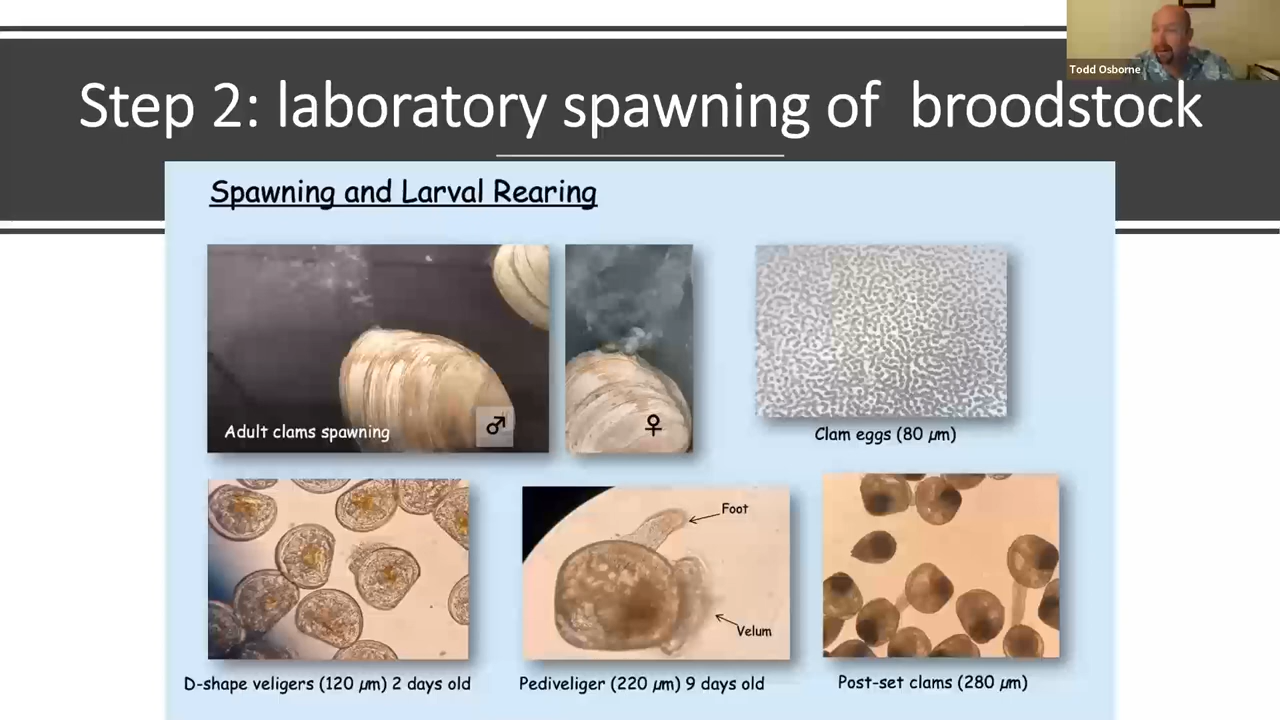 Todd Osborne
Step 2: laboratory spawning of broodstock
Spawning and Larval Rearing
Adult clams spawning
♂
♀
Clam eggs (80 µm)
Foot
Velum
D-shape veligers (120 µm) 2 days old
Pediveliger (220 µm) 9 days old
Post-set clams (280 µm)